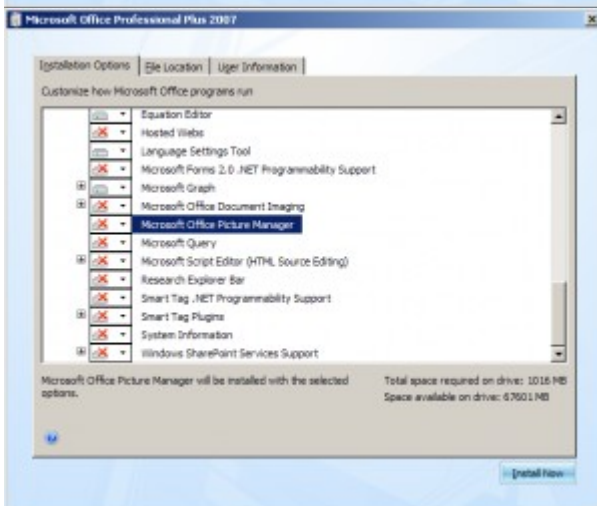 Microsoft Office Professional Plus 2007
Installation Options File Location User Information
Customize how Microsoft Office programs run
Equation Editor
Hosted Webs
Language Settings Tool
Microsoft Forms 2.0 .NET Programmability Support
Microsoft Graph
Microsoft Office Document Imaging
Microsoft Office Picture Manager
Microsoft Query
Microsoft Script Editor (HTML Source Editing)
Research Explorer Bar
Smart Tag .NET Programmability Support
Smart Tag Plugins
System Information
Windows SharePoint Services Support
Microsoft Office Picture Manager will be installed with the selected
options.
Total space required on drive: 1016 MB
Space available on drive: 67601 MB
Install Now